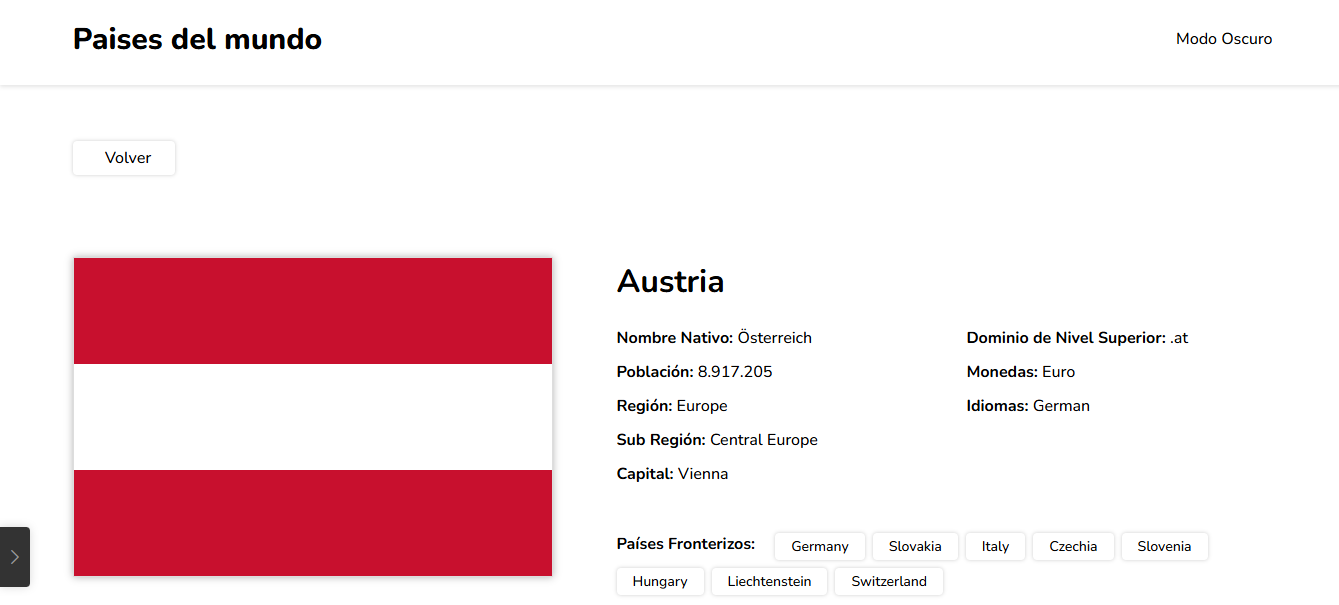 Paises del mundo
Modo Oscuro
Volver
Austria
Nombre Nativo: Österreich
Población: 8.917.205
Región: Europe
Sub Región: Central Europe
Capital: Vienna
Dominio de Nivel Superior: .at
Monedas: Euro
Idiomas: German
Países Fronterizos: Germany Slovakia Italy Czechia Slovenia
Hungary Liechtenstein Switzerland